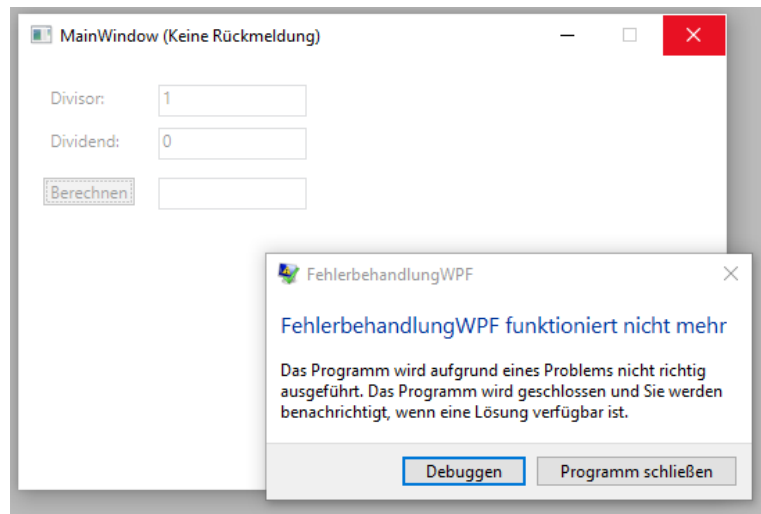 MainWindow (Keine Rückmeldung)
Divisor:
1
Dividend:
0
Berechnen
FehlerbehandlungWPF
FehlerbehandlungWPF funktioniert nicht mehr
Das Programm wird aufgrund eines Problems nicht richtig
ausgeführt. Das Programm wird geschlossen und Sie werden
benachrichtigt, wenn eine Lösung verfügbar ist.
Debuggen
Programm schließen